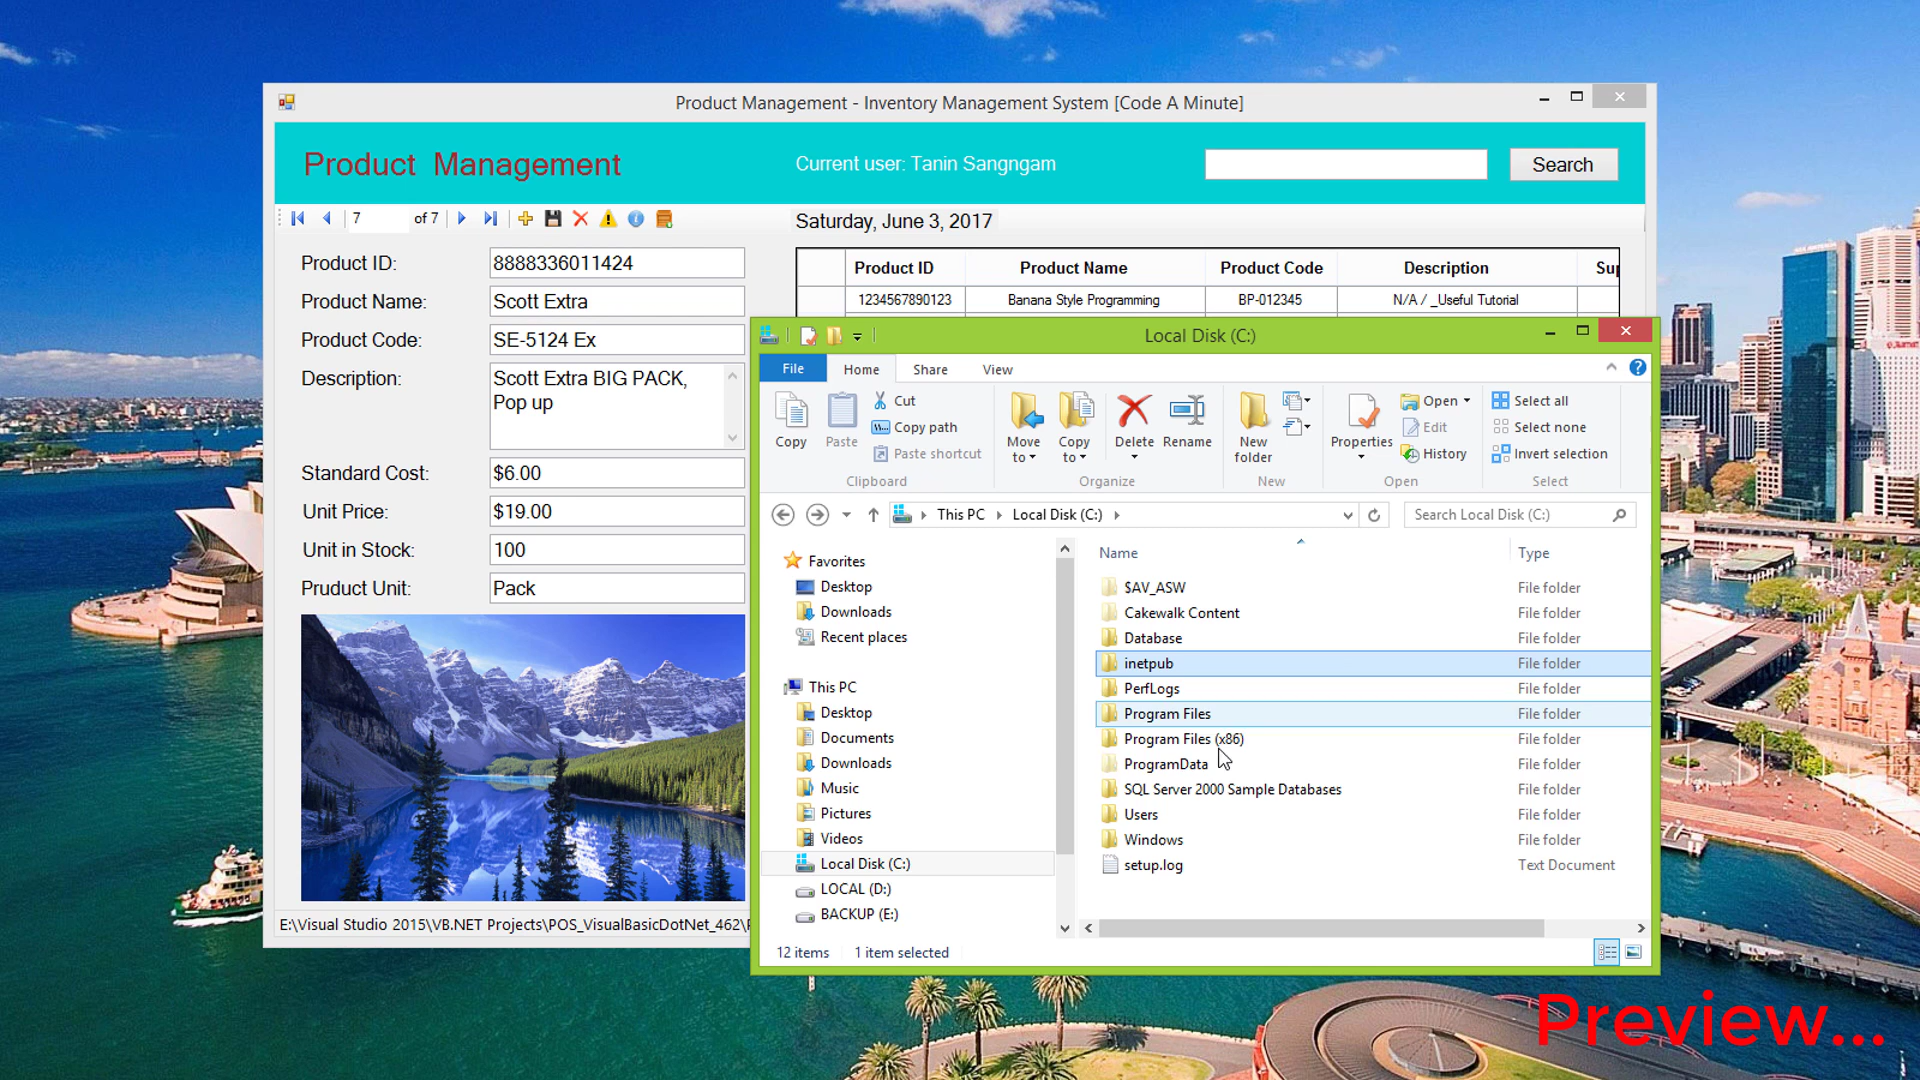 Product Management - Inventory Management System [Code A Minute]
Product Management
Current user: Tanin Sangngam
Search
7 of 7
Saturday, June 3, 2017
Product ID: 8888336011424
Product Name: Scott Extra
Product Code: SE-5124 Ex
Description: Scott Extra BIG PACK,
Pop up
Standard Cost: $6.00
Unit Price: $19.00
Unit in Stock: 100
Pruduct Unit: Pack
E:\Visual Studio 2015\VB.NET Projects\POS_VisualBasicDotNet_462\
Product ID Product Name Product Code Description Sup
1234567890123 Banana Style Programming BP-012345 N/A / _Useful Tutorial
Local Disk (C:)
File Home Share View
Copy
Paste
Cut
Copy path
Paste shortcut
Clipboard
Move
to
Copy
to
Delete
Rename
Organize
New
folder
New
Properties
Open
Edit
History
Open
Select all
Select none
Invert selection
Select
This PC Local Disk (C:)
Search Local Disk (C:)
Favorites
Desktop
Downloads
Recent places
This PC
Desktop
Documents
Downloads
Music
Pictures
Videos
Local Disk (C:)
LOCAL (D:)
BACKUP (E:)
Name Type
$AV_ASW File folder
Cakewalk Content File folder
Database File folder
inetpub File folder
PerfLogs File folder
Program Files File folder
Program Files (x86) File folder
ProgramData File folder
SQL Server 2000 Sample Databases File folder
Users File folder
Windows File folder
setup.log Text Document
12 items 1 item selected
Preview...